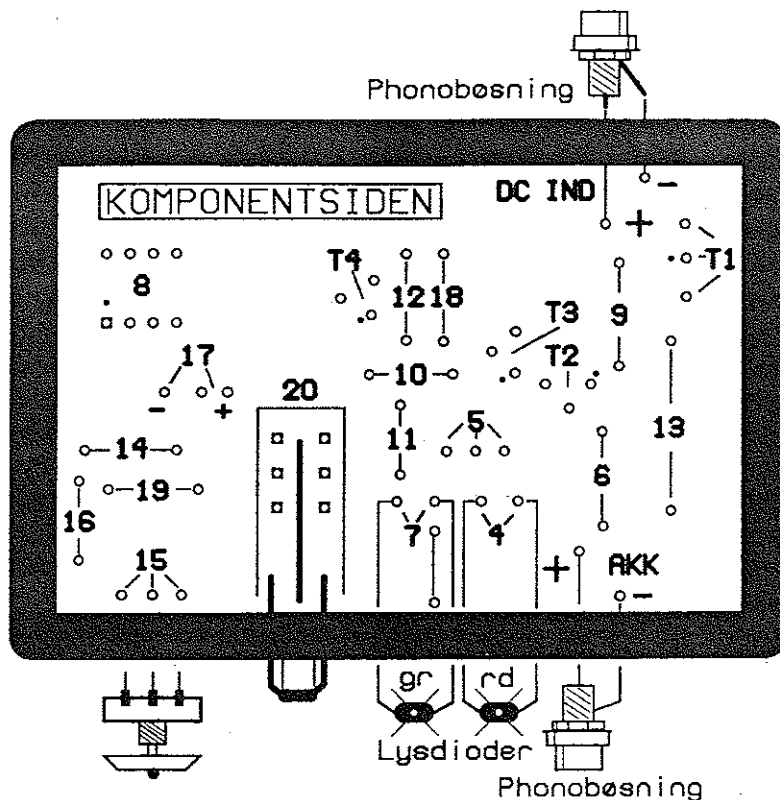 Phonobøsning
KOMPONENTSIDEN
DC IND
-
+
T1
8
T4
12
18
9
T3
T2
17
- +
10
20
13
14
11
5
6
19
16
7
4
15
+
AKK
-
gr
rd
Lysdioder
Phonobøsning